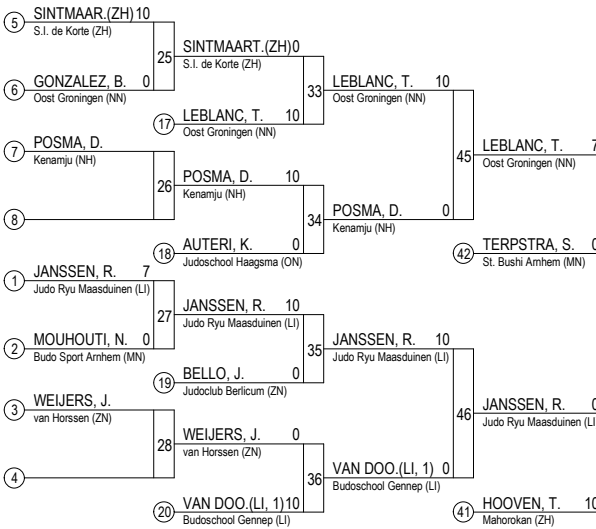 5 SINTMAAR.(ZH) 10
S.I. de Korte (ZH)
25
6 GONZALEZ, B. 0
Oost Groningen (NN)
SINTMAART.(ZH) 0
S.I. de Korte (ZH)
33
17 LEBLANC, T. 10
Oost Groningen (NN)
LEBLANC, T. 10
Oost Groningen (NN)
7 POSMA, D.
Kenamju (NH)
26
8
POSMA, D. 10
Kenamju (NH)
34
18 AUTERI, K. 0
Judoschool Haagsma (ON)
POSMA, D. 0
Kenamju (NH)
45
LEBLANC, T. 7
Oost Groningen (NN)
42 TERPSTRA, S. 0
St. Bushi Arnhem (MN)
1 JANSSEN, R. 7
Judo Ryu Maasduinen (LI)
27
2 MOUHOUTI, N. 0
Budo Sport Arnhem (MN)
JANSSEN, R. 10
Judo Ryu Maasduinen (LI)
35
19 BELLO, J. 0
Judoclub Berlicum (ZN)
JANSSEN, R. 10
Judo Ryu Maasduinen (LI)
3 WEIJERS, J.
van Horssen (ZN)
28
4
WEIJERS, J. 0
van Horssen (ZN)
36
20 VAN DOO.(LI, 1) 10
Budoschool Gennep (LI)
VAN DOO.(LI, 1) 0
Budoschool Gennep (LI)
46
JANSSEN, R. 0
Judo Ryu Maasduinen (LI
41 HOOVEN, T. 10
Mahorokan (ZH)